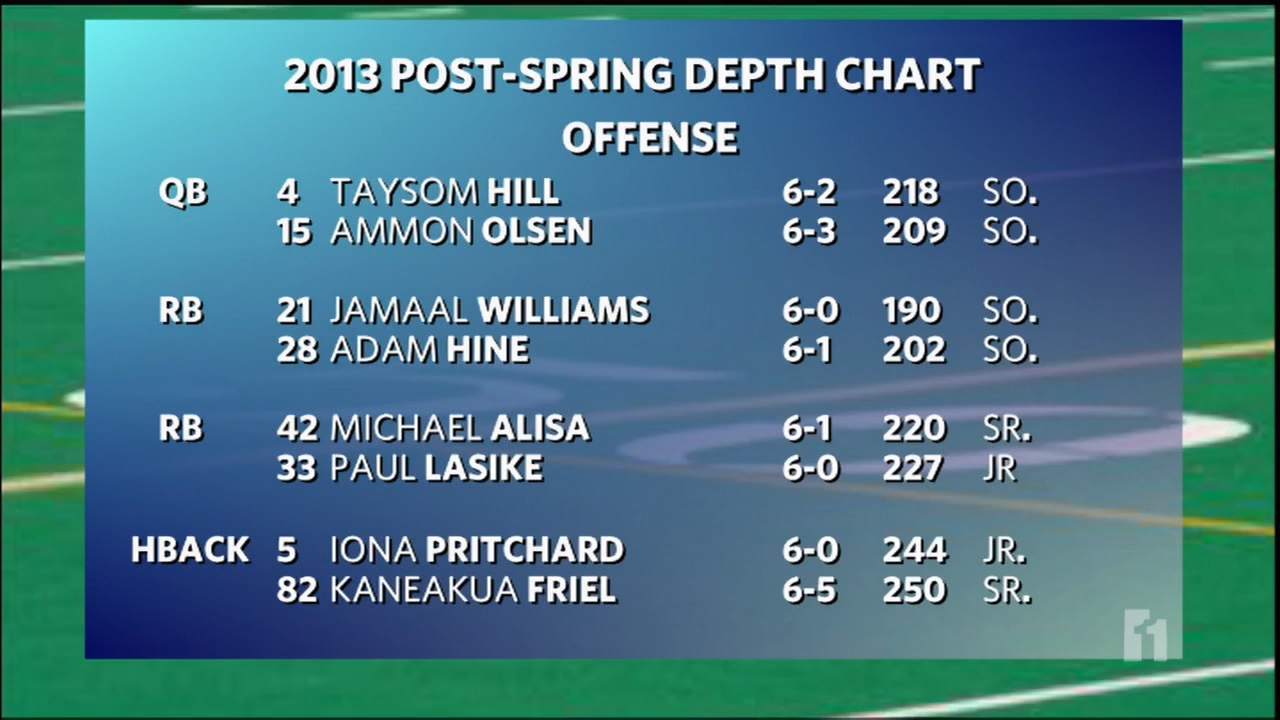 2013 POST-SPRING DEPTH CHART
OFFENSE
QB 4 TAYSOM HILL 6-2 218 SO.
15 AMMON OLSEN 6-3 209 SO.
RB 21 JAMAAL WILLIAMS 6-0 190 SO.
28 ADAM HINE 6-1 202 SO.
RB 42 MICHAEL ALISA 6-1 220 SR.
33 PAUL LASIKE 6-0 227 JR
HBACK 5 IONA PRITCHARD 6-0 244 JR.
82 KANEAKUA FRIEL 6-5 250 SR.
11